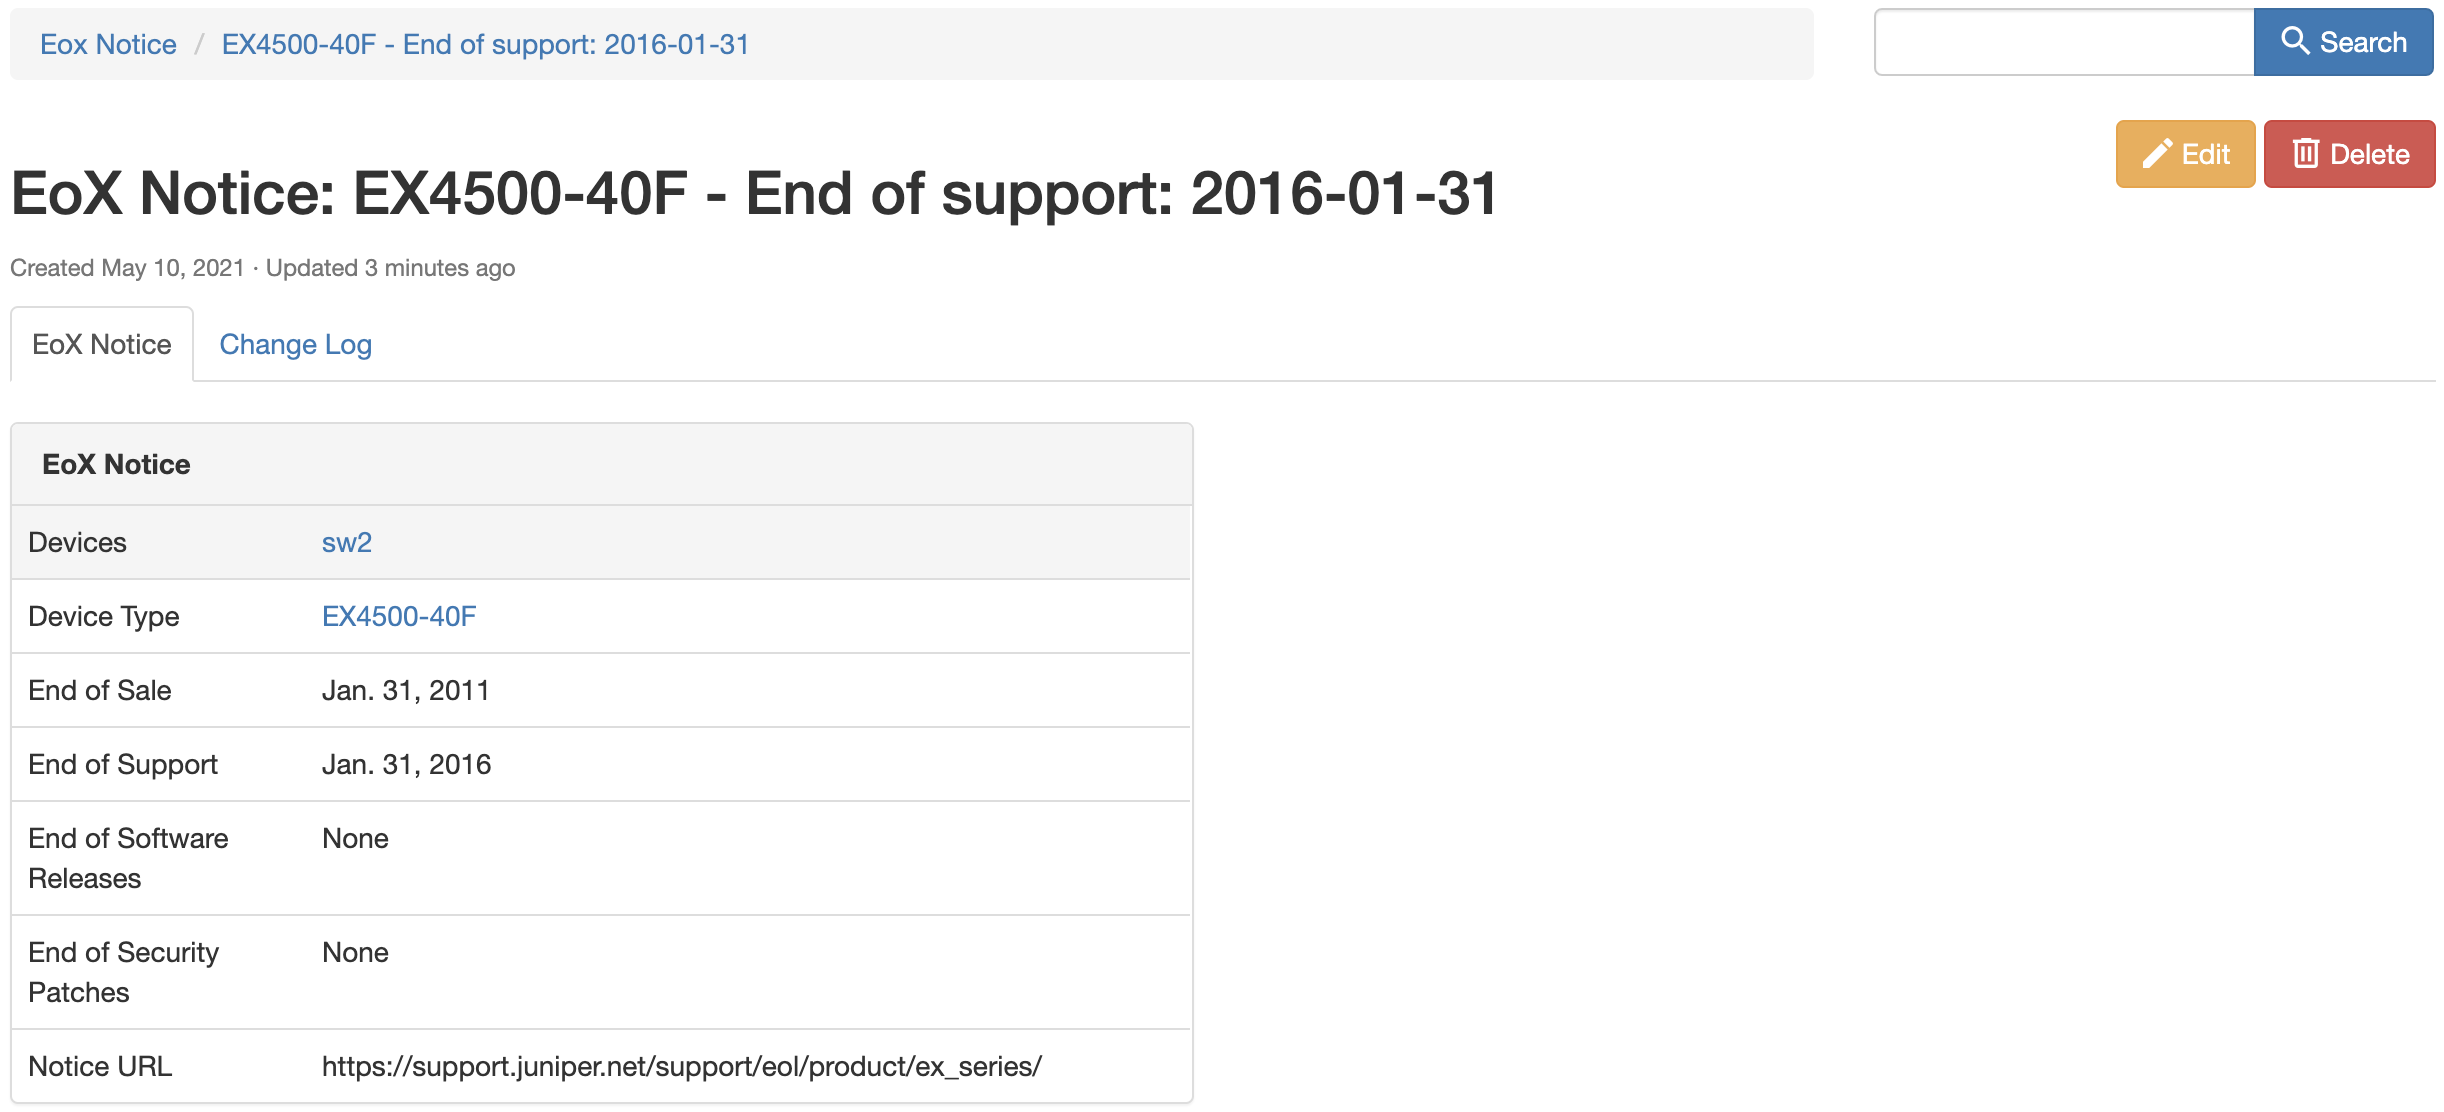 Eox Notice / EX4500-40F - End of support: 2016-01-31
Search
Edit
Delete
EoX Notice: EX4500-40F - End of support: 2016-01-31
Created May 10, 2021 · Updated 3 minutes ago
EoX Notice
Change Log
EoX Notice
Devices sw2
Device Type EX4500-40F
End of Sale Jan. 31, 2011
End of Support Jan. 31, 2016
End of Software None
Releases
End of Security None
Patches
Notice URL https://support.juniper.net/support/eol/product/ex_series/